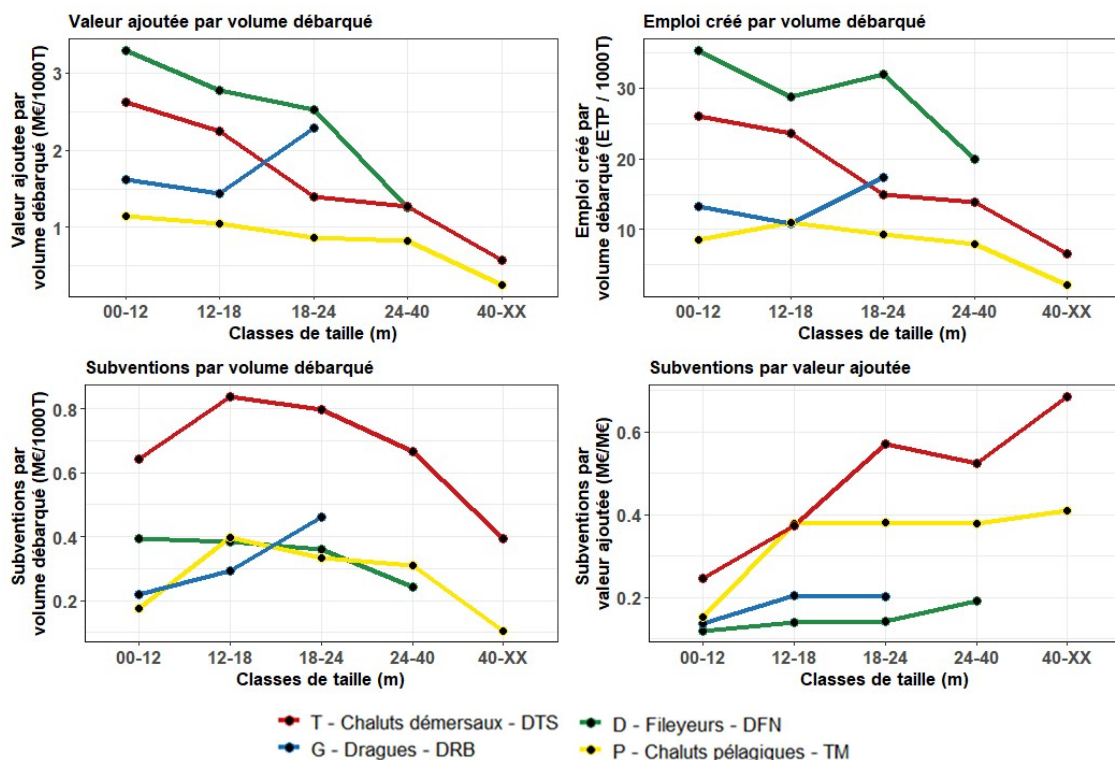 Valeur ajoutée par volume débarqué
Valeur ajoutee par
volume débarqué (M€/1000T)
3
2
1
00-12 12-18 18-24 24-40 40-XX
Classes de taille (m)
Emploi créé par volume débarqué
Emploi créé par
volume débarqué (ETP / 1000T)
30
20
10
00-12 12-18 18-24 24-40 40-XX
Classes de taille (m)
Subventions par volume débarqué
Subventions par
volume débarqué (M€/1000T)
0.8
0.6
0.4
0.2
00-12 12-18 18-24 24-40 40-XX
Classes de taille (m)
Subventions par valeur ajoutée
Subventions par
valeur ajoutée (M€/M€)
0.6
0.4
0.2
00-12 12-18 18-24 24-40 40-XX
Classes de taille (m)
T - Chaluts démersaux - DTS
D - Fileyeurs - DFN
G - Dragues - DRB
P - Chaluts pélagiques - TM